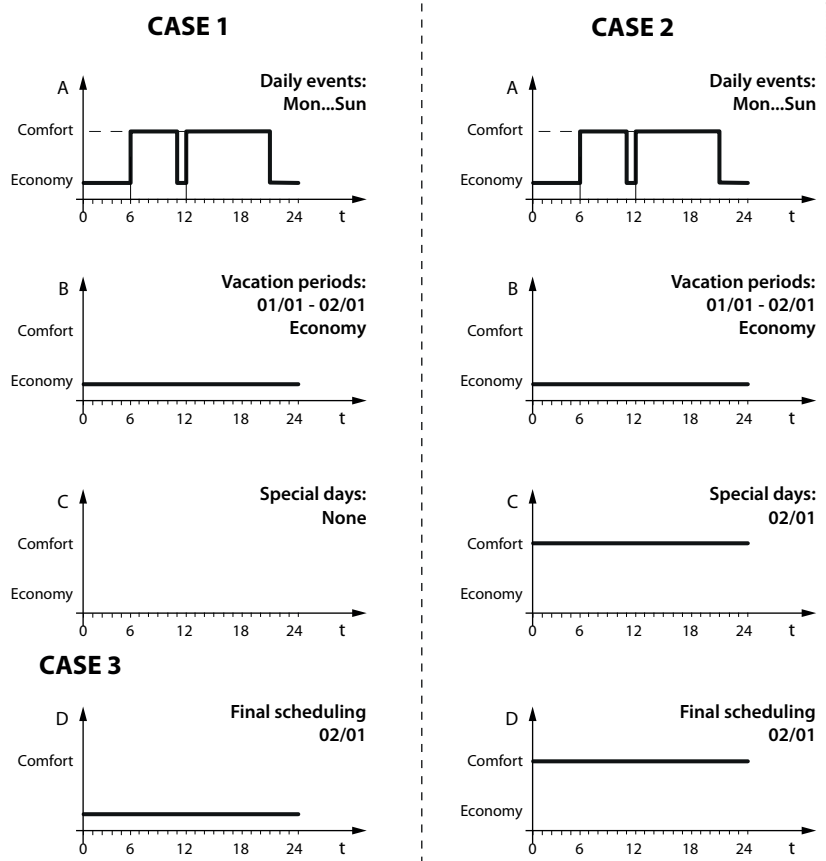 CASE 1
A
Daily events:
Mon...Sun
Comfort
Economy
0 6 12 18 24 t
B
Vacation periods:
01/01 - 02/01
Economy
Comfort
Economy
0 6 12 18 24 t
C
Special days:
None
Comfort
Economy
0 6 12 18 24 t
CASE 3
D
Final scheduling
02/01
Comfort
0 6 12 18 24 t
CASE 2
A
Daily events:
Mon...Sun
Comfort
Economy
0 6 12 18 24 t
B
Vacation periods:
01/01 - 02/01
Economy
Comfort
Economy
0 6 12 18 24 t
C
Special days:
02/01
Comfort
Economy
0 6 12 18 24 t
D
Final scheduling
02/01
Comfort
Economy
0 6 12 18 24 t